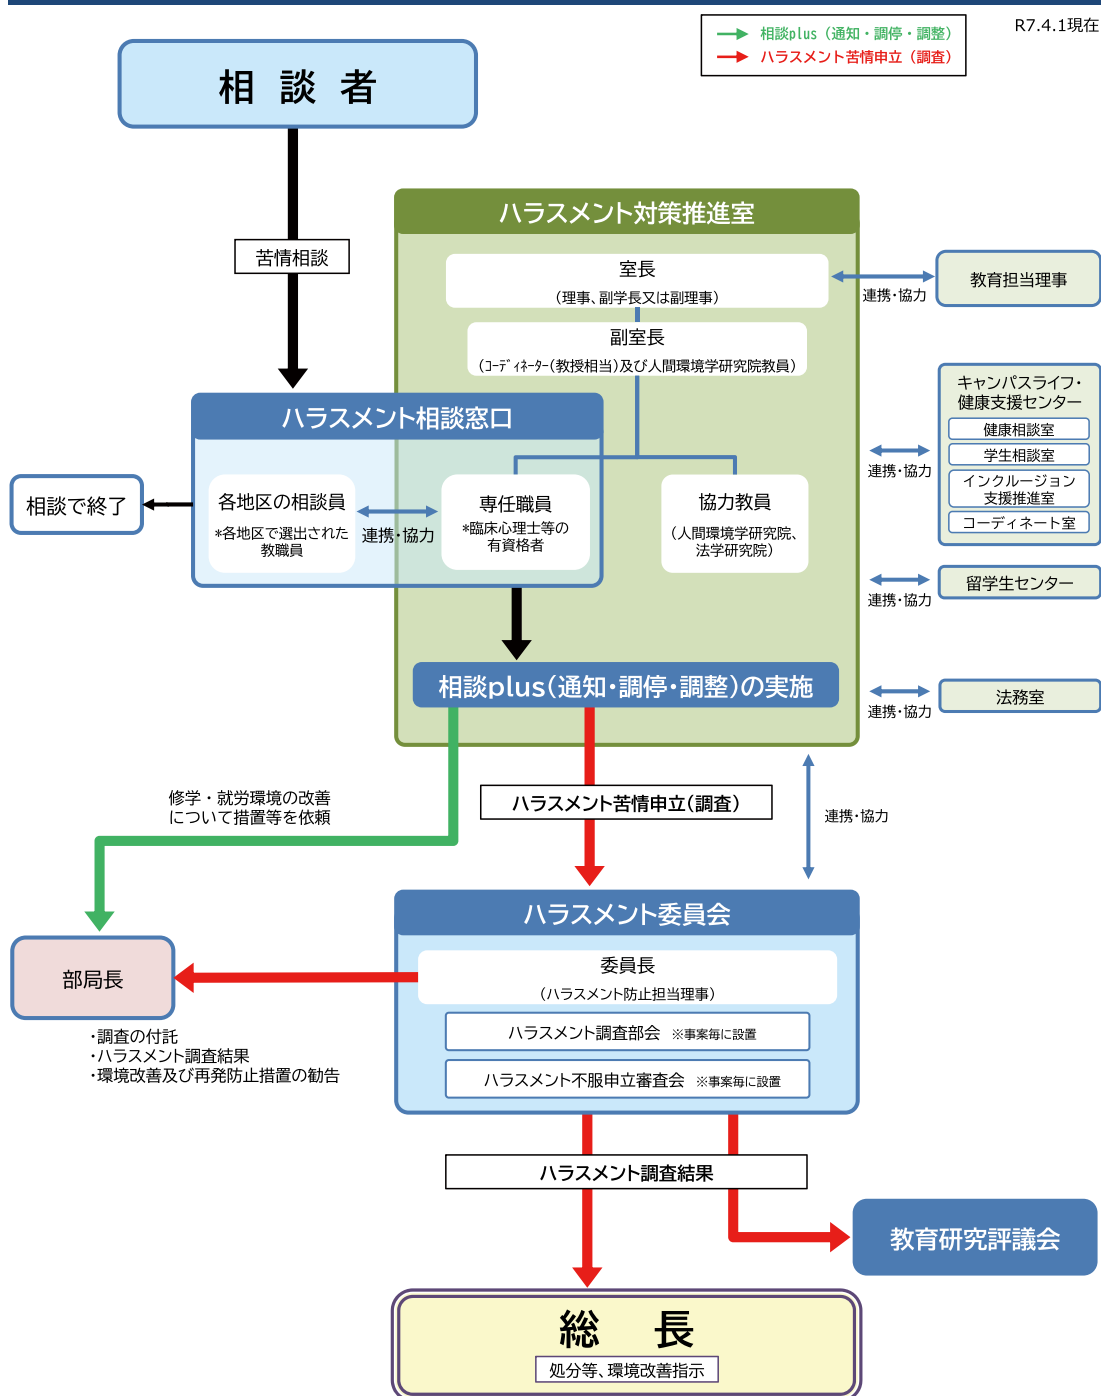 R7.4.1現在
相談plus（通知・調停・調整）
ハラスメント苦情申立（調査）
相 談 者
苦情相談
ハラスメント対策推進室
室長
（理事、副学長又は副理事）
副室長
（ｺｰﾃﾞｨﾈｰﾀｰ（教授相当）及び人間環境学研究院教員）
連携・協力
教育担当理事
キャンパスライフ・
健康支援センター
健康相談室
学生相談室
インクルージョン
支援推進室
コーディネート室
連携・協力
ハラスメント相談窓口
相談で終了
各地区の相談員
*各地区で選出された
教職員
連携・協力
専任職員
*臨床心理士等の
有資格者
協力教員
（人間環境学研究院、
法学研究院）
連携・協力
留学生センター
相談plus（通知・調停・調整）の実施
連携・協力
法務室
修学・就労環境の改善
について措置等を依頼
ハラスメント苦情申立（調査）
連携・協力
ハラスメント委員会
委員長
（ハラスメント防止担当理事）
ハラスメント調査部会 ※事案毎に設置
ハラスメント不服申立審査会 ※事案毎に設置
部局長
・調査の付託
・ハラスメント調査結果
・環境改善及び再発防止措置の勧告
ハラスメント調査結果
教育研究評議会
総 長
処分等、環境改善指示